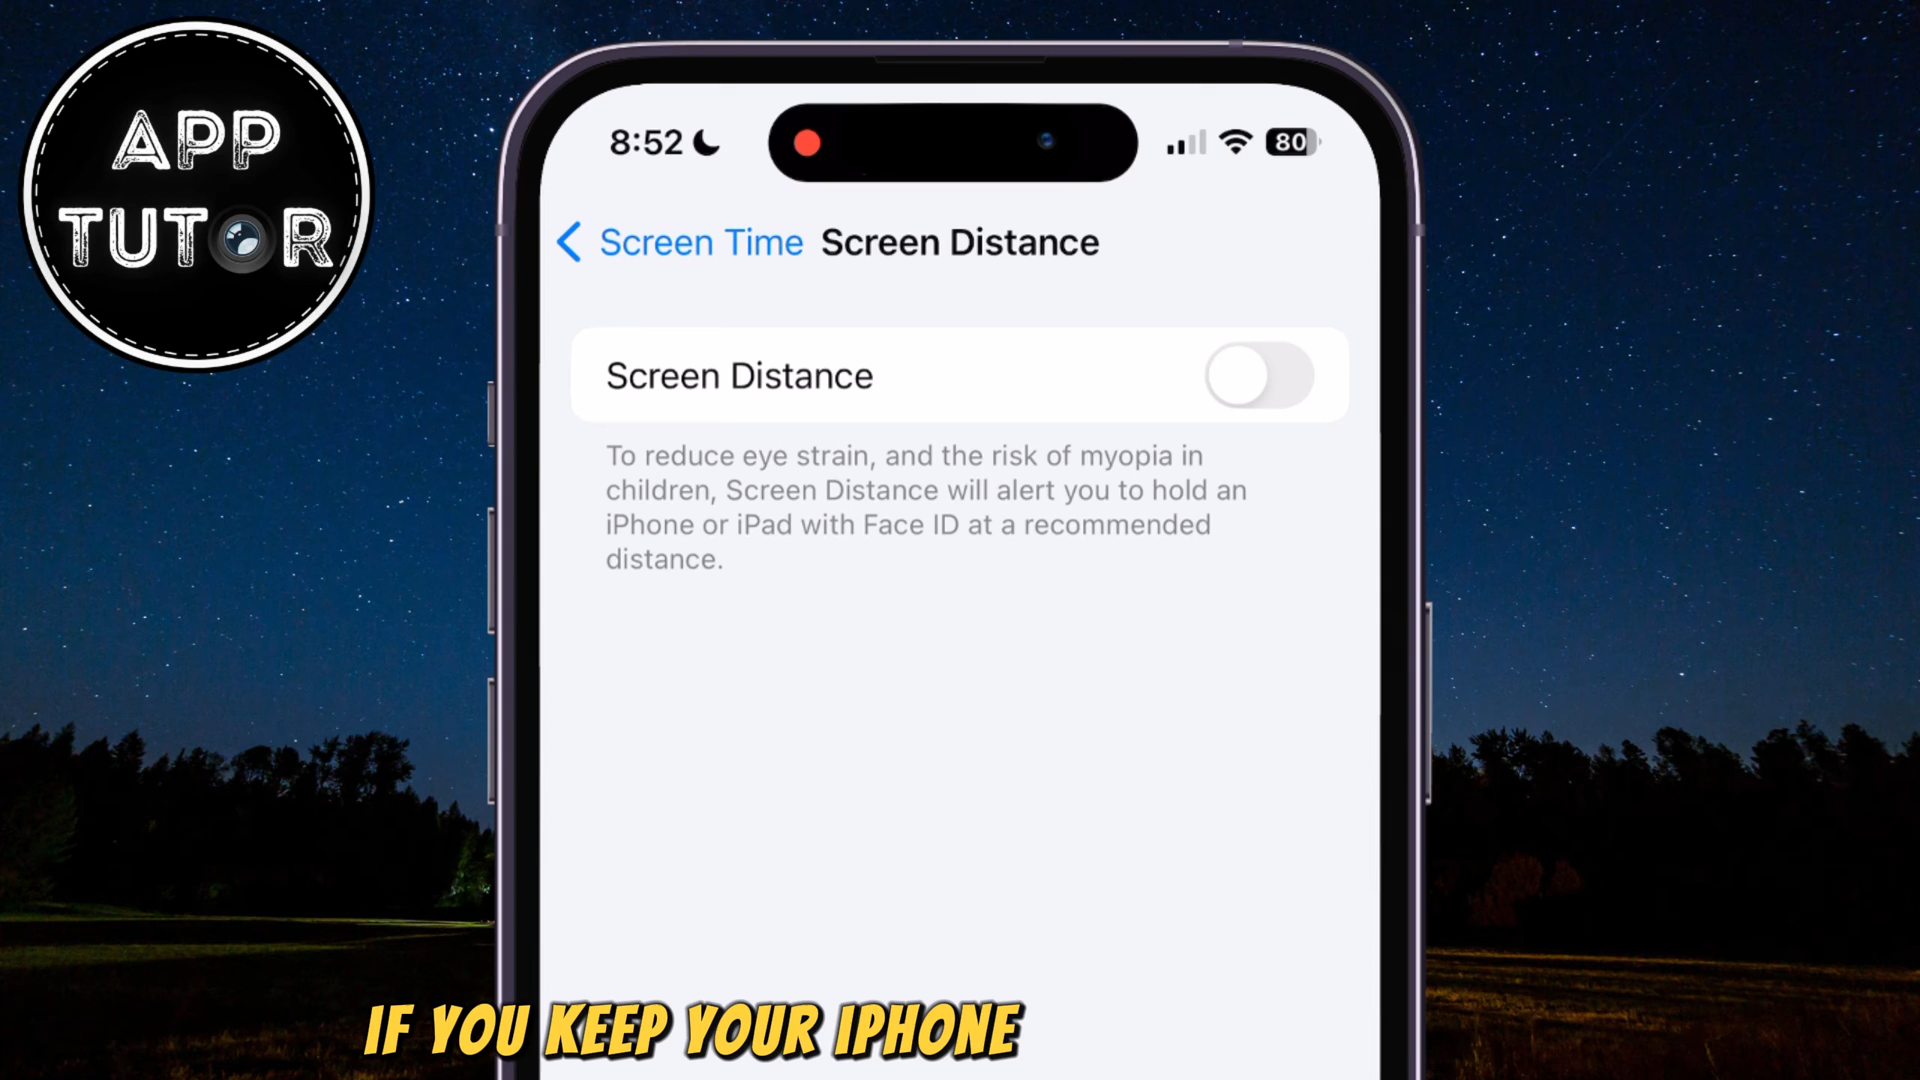 APP
TUTOR
8:52
80
Screen Time Screen Distance
Screen Distance
To reduce eye strain, and the risk of myopia in
children, Screen Distance will alert you to hold an
iPhone or iPad with Face ID at a recommended
distance.
IF YOU KEEP YOUR IPHONE